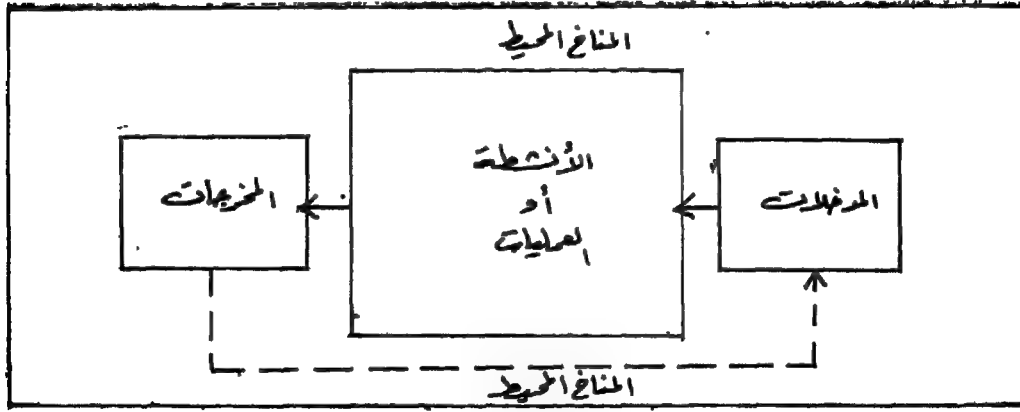 المناخ المحيط
المدخلات
الأنشطة
أو
العمليات
المخرجات
المناخ المحيط